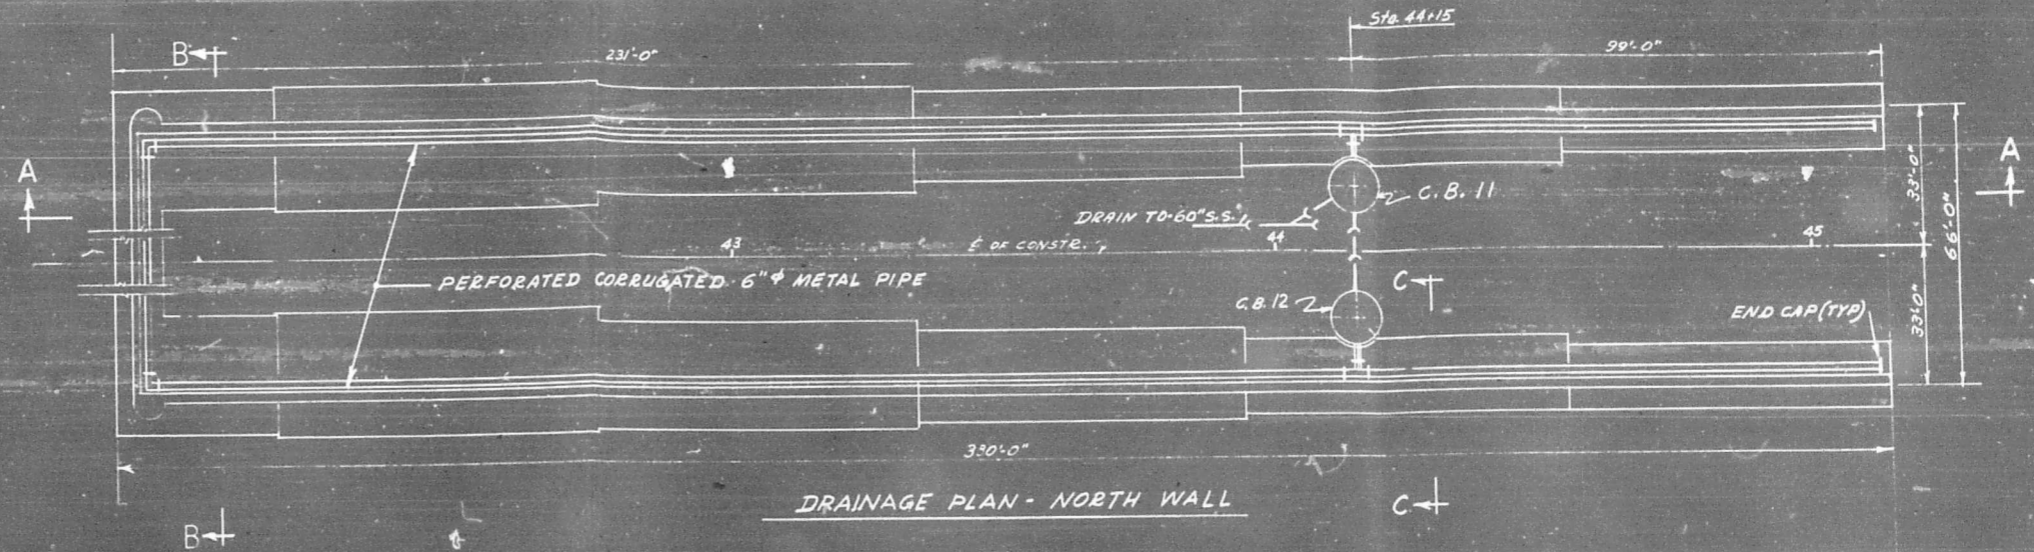 Sta. 44+15
B
231'-0"
99'-0"
A
A
33'-0"
66'-0"
C. B. 11
DRAIN TO 60" S.S.
43
℄ OF CONSTR.
44
45
PERFORATED CORRUGATED 6" ϕ METAL PIPE
C
C.B. 12
END CAP (TYP)
33'-0"
330'-0"
DRAINAGE PLAN - NORTH WALL
C
B